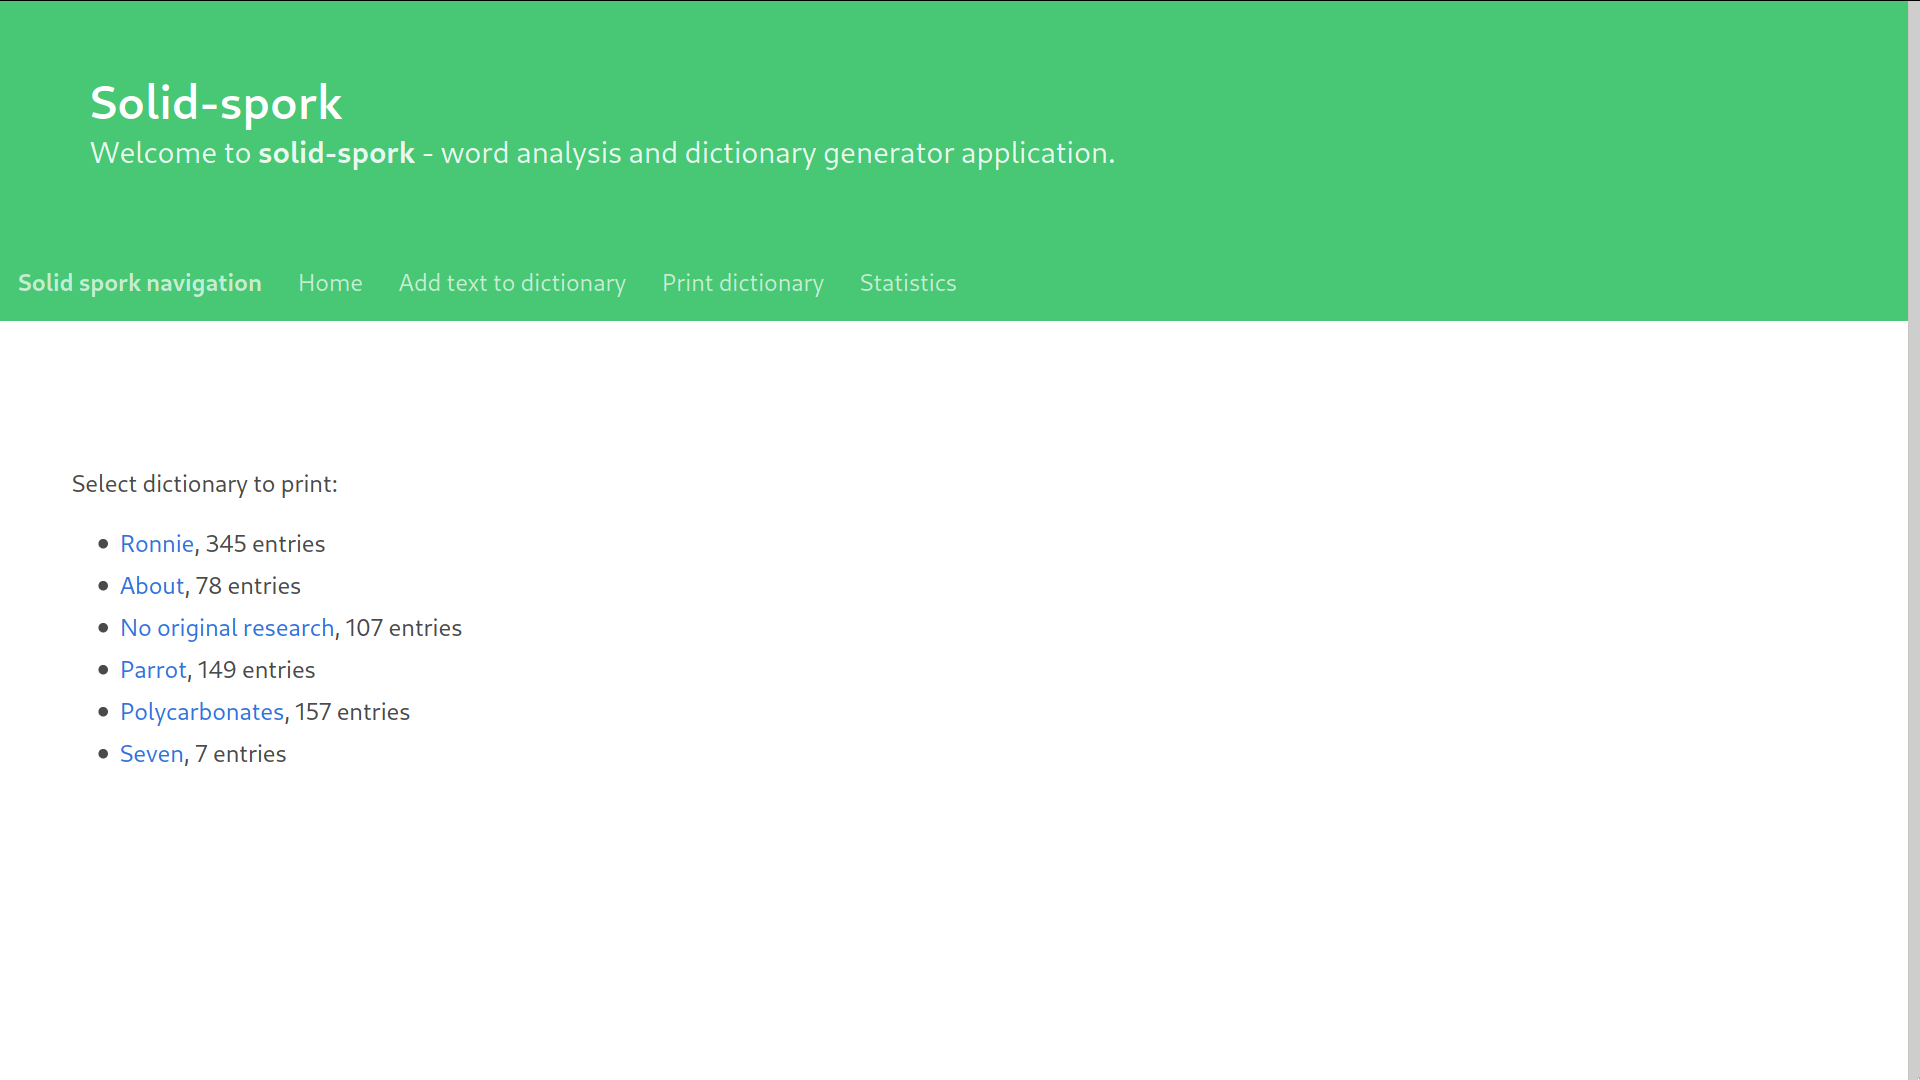 Solid-spork
Welcome to solid-spork - word analysis and dictionary generator application.
Solid spork navigation Home Add text to dictionary Print dictionary Statistics
Select dictionary to print:
Ronnie, 345 entries
About, 78 entries
No original research, 107 entries
Parrot, 149 entries
Polycarbonates, 157 entries
Seven, 7 entries